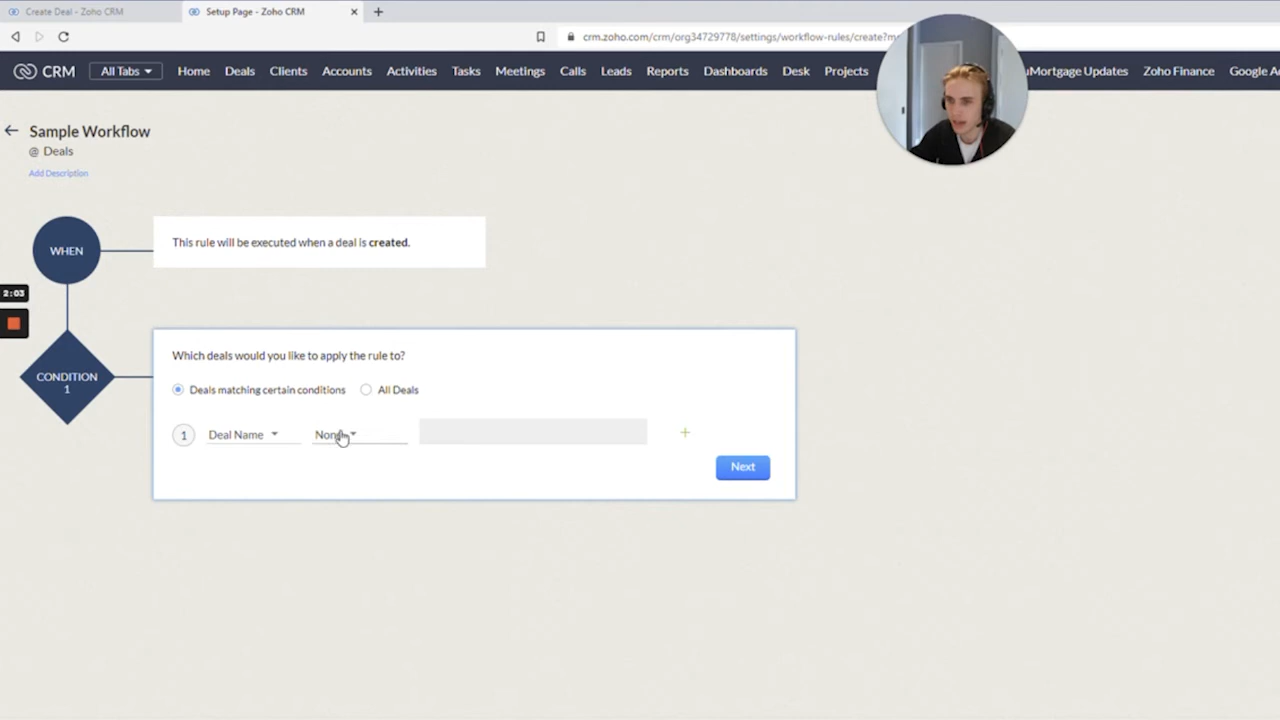 Create Deal - Zoho CRM
Setup Page - Zoho CRM
crm.zoho.com/crm/org34729778/settings/workflow-rules/create?m
CRM
All Tabs
Home
Deals
Clients
Accounts
Activities
Tasks
Meetings
Calls
Leads
Reports
Dashboards
Desk
Projects
uMortgage Updates
Zoho Finance
Google
Sample Workflow
@ Deals
Add Description
WHEN
This rule will be executed when a deal is created.
2:03
CONDITION
1
Which deals would you like to apply the rule to?
Deals matching certain conditions
All Deals
1
Deal Name
Next